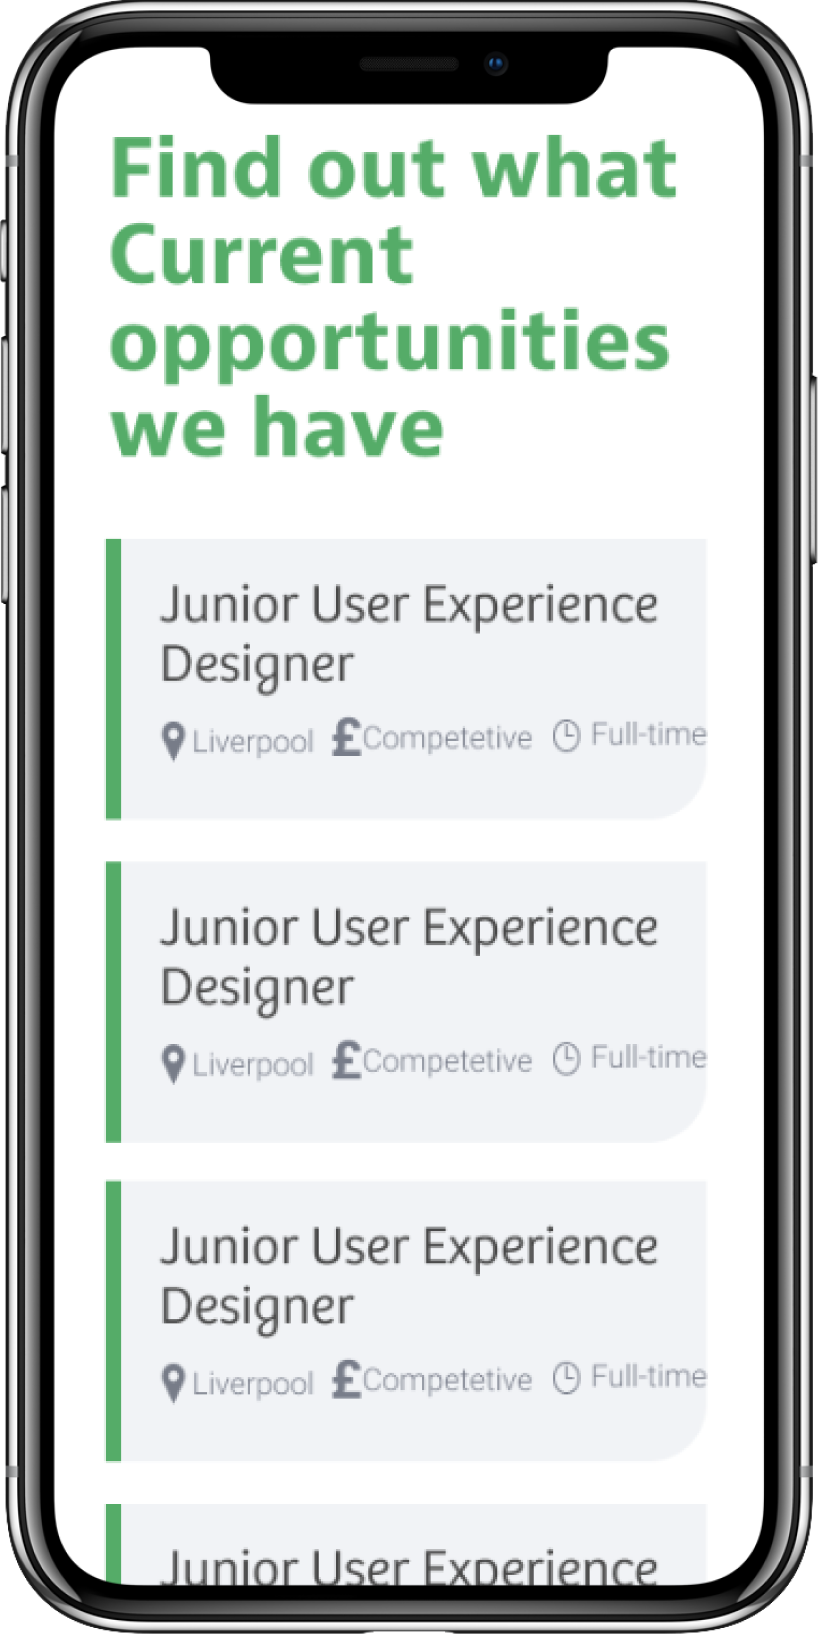 Find out what
Current
opportunities
we have
Junior User Experience
Designer
Liverpool £Competetive Full-time
Junior User Experience
Designer
Liverpool £Competetive Full-time
Junior User Experience
Designer
Liverpool £Competetive Full-time
Junior User Experience